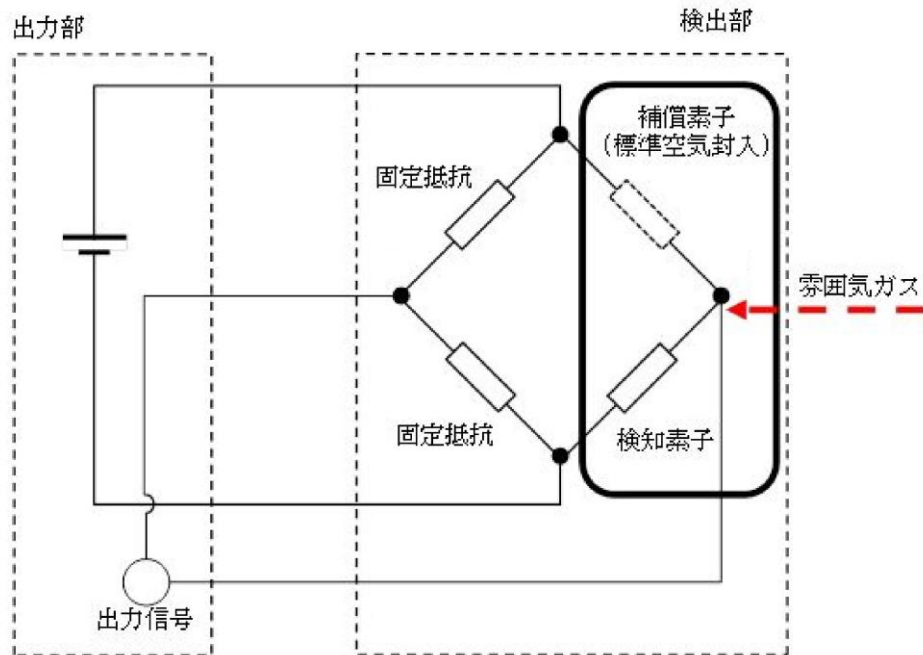 出力部
検出部
補償素子
(標準空気封入)
固定抵抗
雰囲気ガス
固定抵抗
検知素子
出力信号